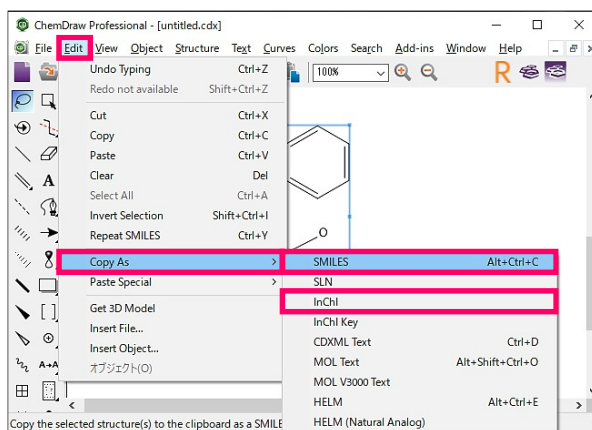 ChemDraw Professional - [untitled.cdx]
File Edit View Object Structure Text Curves Colors Search Add-ins Window Help
Undo Typing Ctrl+Z
100%
Redo not available Shift+Ctrl+Z
Cut Ctrl+X
Copy Ctrl+C
Paste Ctrl+V
Clear Del
Select All Ctrl+A
Invert Selection Shift+Ctrl+I
Repeat SMILES Ctrl+Y
O
Copy As
SMILES Alt+Ctrl+C
Paste Special
SLN
InChI
Get 3D Model
InChI Key
Insert File...
CDXML Text Ctrl+D
Insert Object...
MOL Text Alt+Shift+Ctrl+O
オブジェクト(O)
MOL V3000 Text
HELM Alt+Ctrl+E
HELM (Natural Analog)
Copy the selected structure(s) to the clipboard as a SMILE